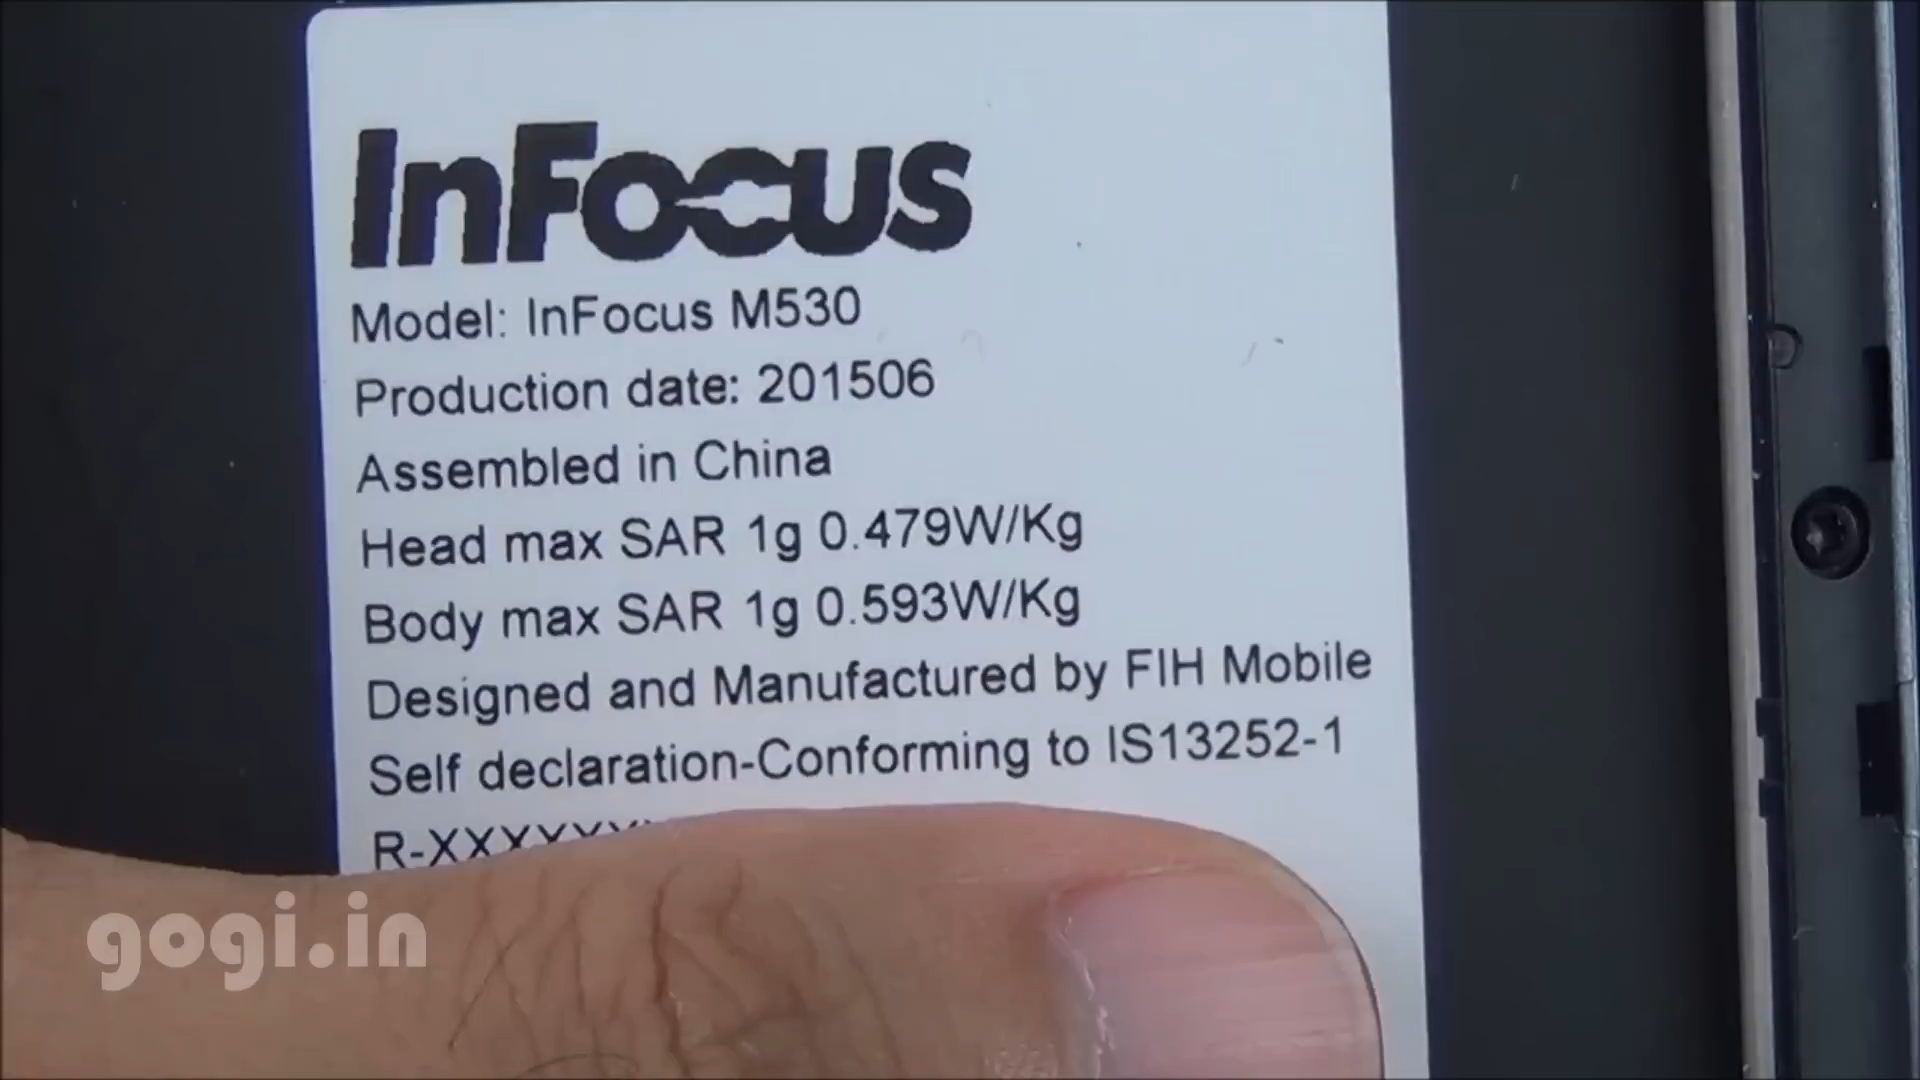 InFocus
Model: InFocus M530
Production date: 201506
Assembled in China
Head max SAR 1g 0.479W/Kg
Body max SAR 1g 0.593W/Kg
Designed and Manufactured by FIH Mobile
Self declaration-Conforming to IS13252-1
gogi.in